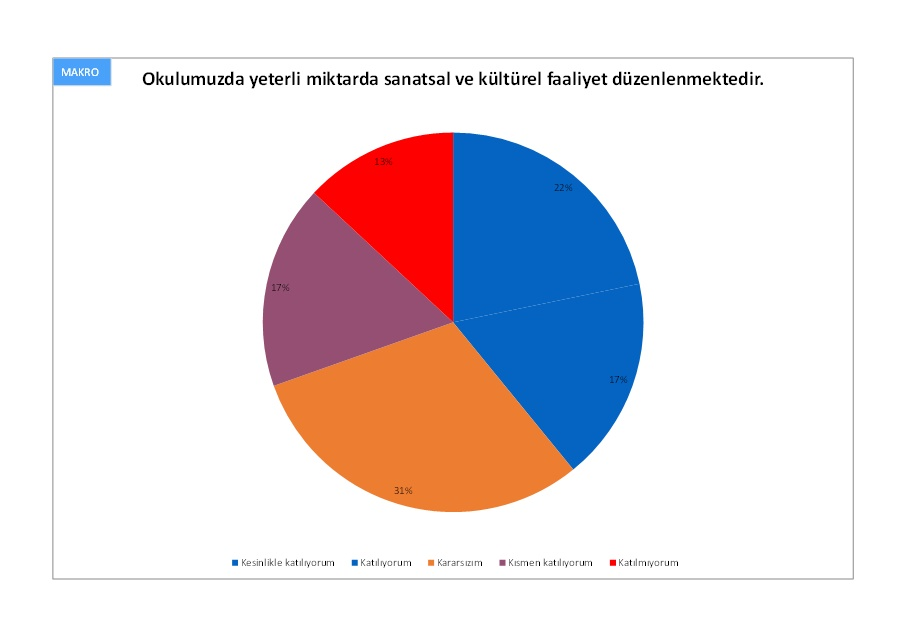 MAKRO
Okulumuzda yeterli miktarda sanatsal ve kültürel faaliyet düzenlenmektedir.
13%
22%
17%
17%
31%
Kesinlikle katılıyorum Katılıyorum Kararsızım Kısmen katılıyorum Katılmıyorum